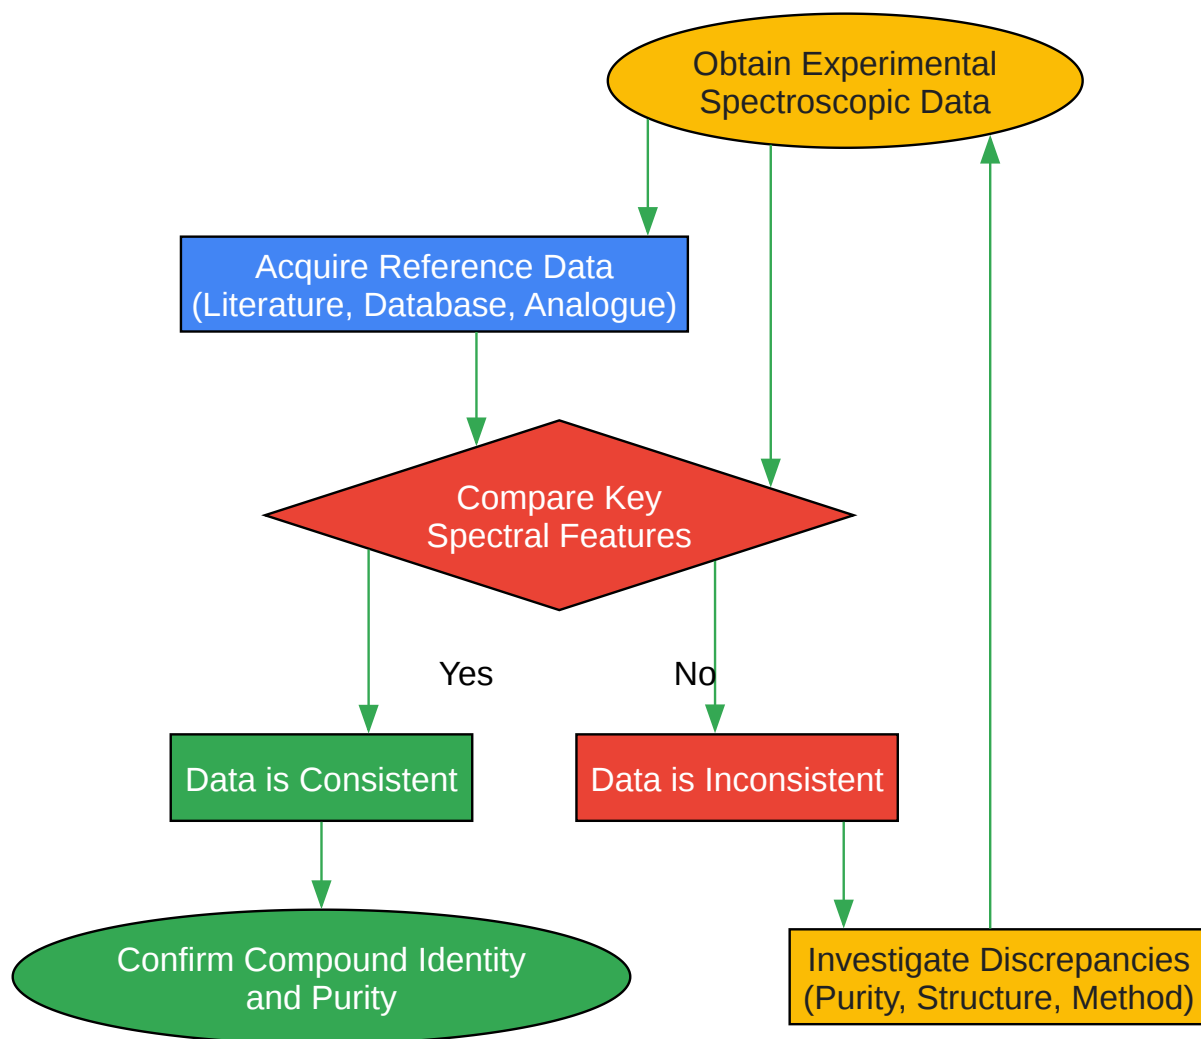 Obtain Experimental
Spectroscopic Data
Acquire Reference Data
(Literature, Database, Analogue)
Compare Key
Spectral Features
Yes
No
Data is Consistent
Data is Inconsistent
Confirm Compound Identity
and Purity
Investigate Discrepancies
(Purity, Structure, Method)